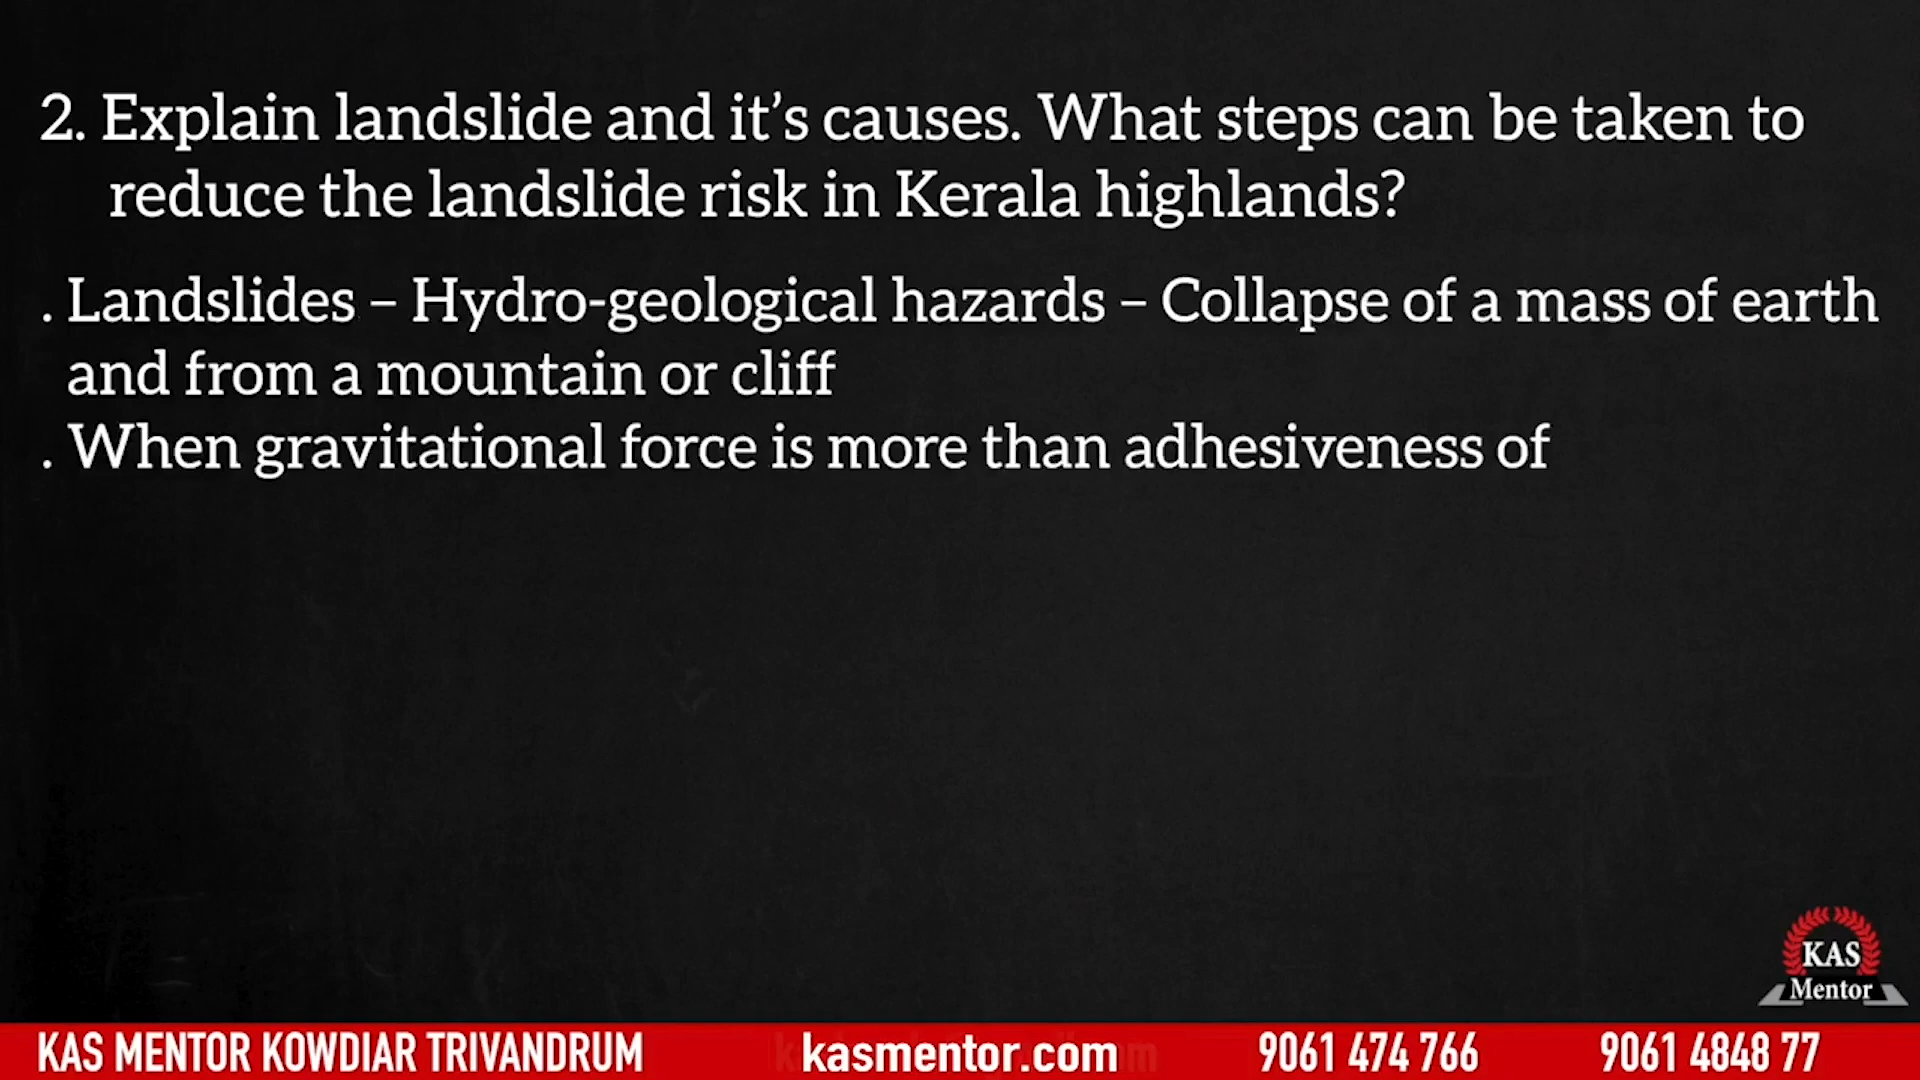 2. Explain landslide and it’s causes. What steps can be taken to
reduce the landslide risk in Kerala highlands?
. Landslides – Hydro-geological hazards – Collapse of a mass of earth
and from a mountain or cliff
. When gravitational force is more than adhesiveness of
KAS
Mentor
KAS MENTOR KOWDIAR TRIVANDRUM kasmentor.com 9061 474 766 9061 4848 77